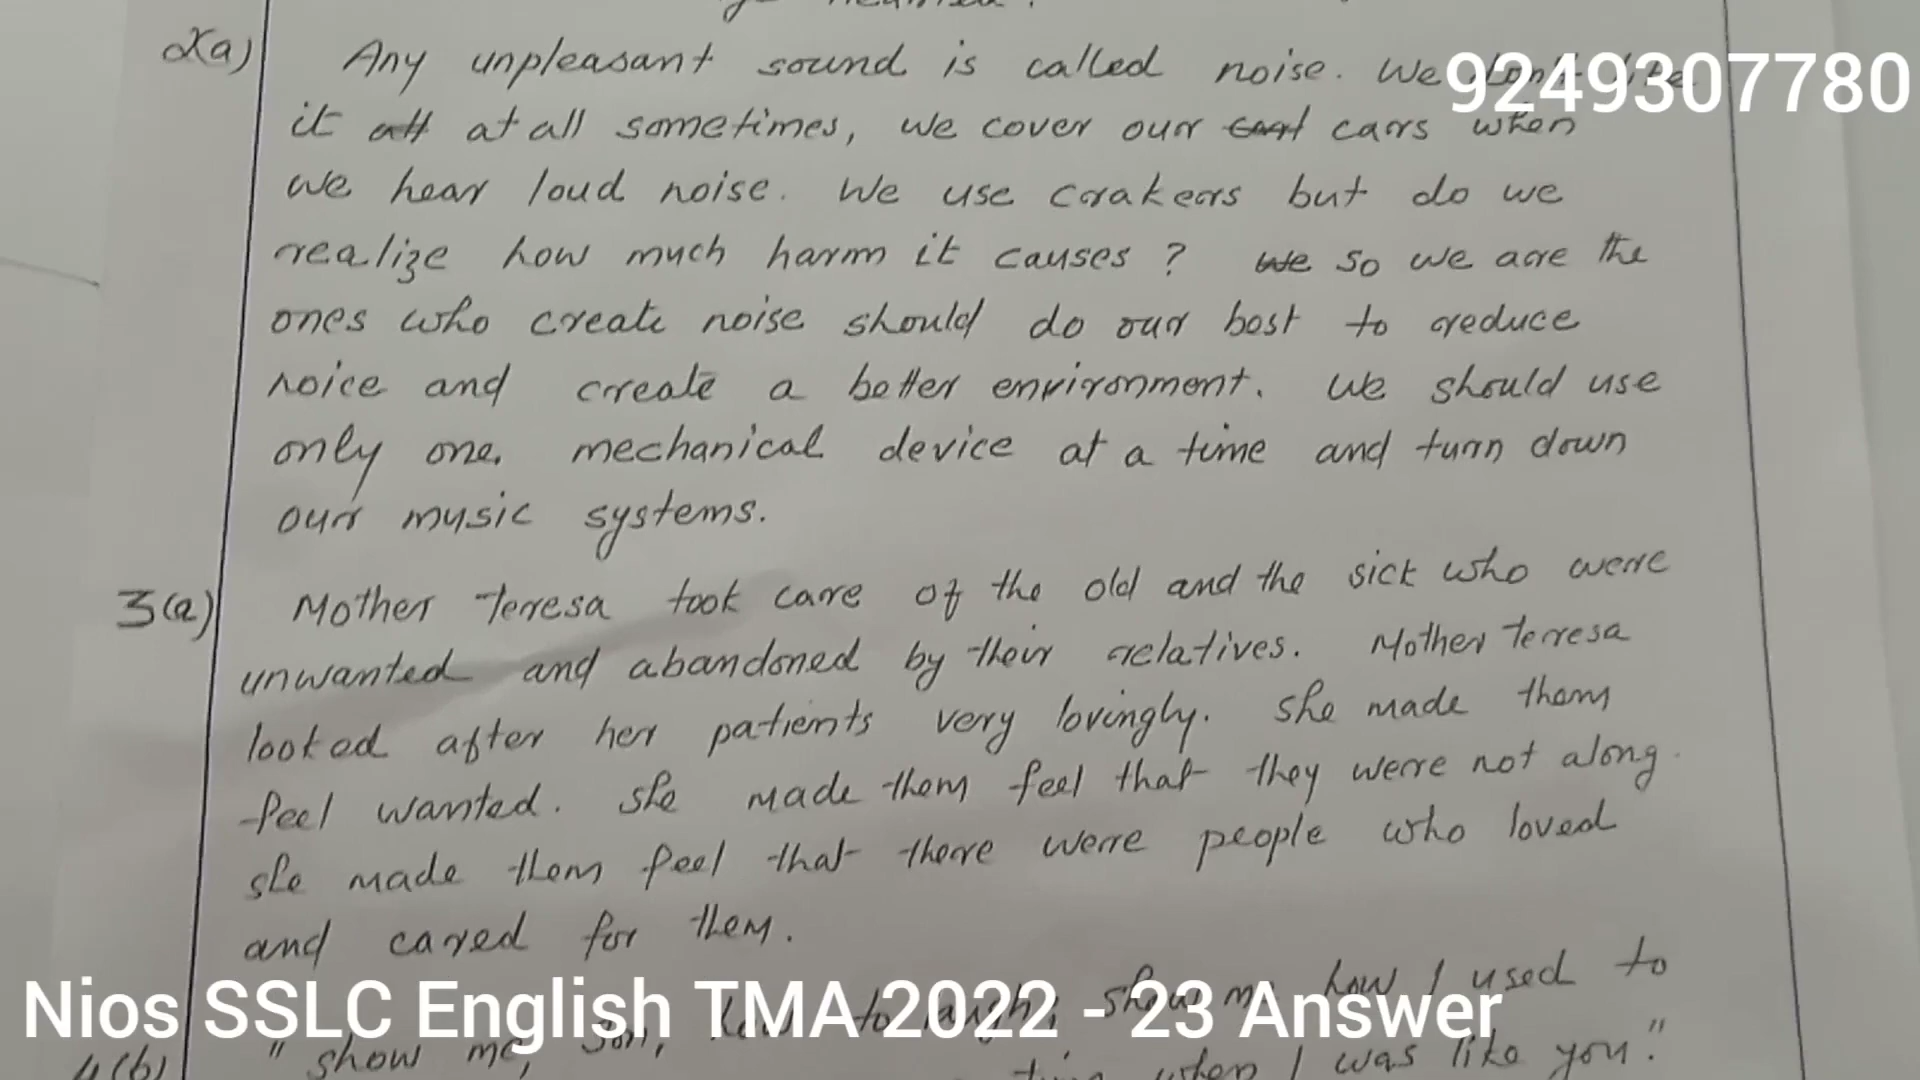 2(a) Any unpleasant sound is called noise. We
9249307780
it at all sometimes, we cover our ears when
we hear loud noise. We use crakers but do we
realize how much harm it causes? We so we are the
ones who create noise should do our best to reduce
noice and create a better environment. We should use
only one mechanical device at a time and turn down
our music systems.
3(a) Mother Teresa took care of the old and the sick who were
unwanted and abandoned by their relatives. Mother Teresa
looked after her patients very lovingly. She made them
feel wanted. She made them feel that they were not along.
she made them feel that there were people who loved
and cared for them.
Nios SSLC English TMA 2022 - 23 Answer
4(b) "show me, son, how to laugh; show me how I used to
when I was like you."